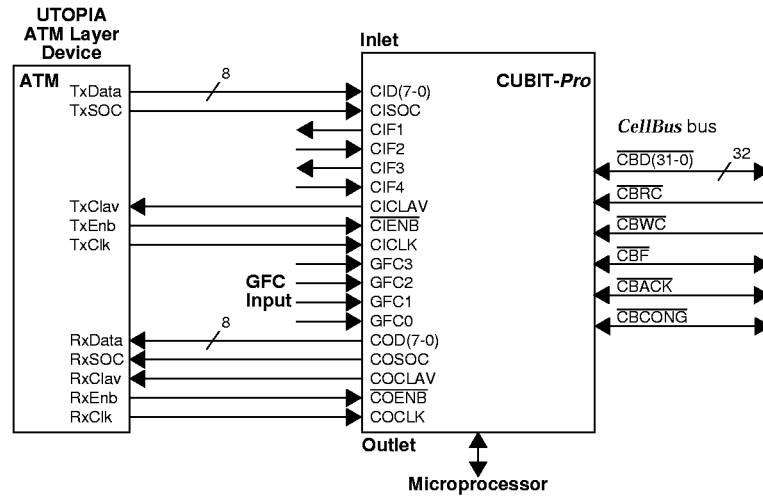 UTOPIA
ATM Layer
Device
ATM
TxData
TxSOC
TxClav
TxEnb
TxClk
RxData
RxSOC
RxClav
RxEnb
RxClk
8
8
GFC
Input
Inlet
CUBIT-Pro
CID(7-0)
CISOC
CIF1
CIF2
CIF3
CIF4
CICLAV
CIENB
CICLK
GFC3
GFC2
GFC1
GFC0
COD(7-0)
COSOC
COCLAV
COENB
COCLK
Outlet
Microprocessor
CellBus bus
CBD(31-0)
32
CBRC
CBWC
CBF
CBACK
CBCONG